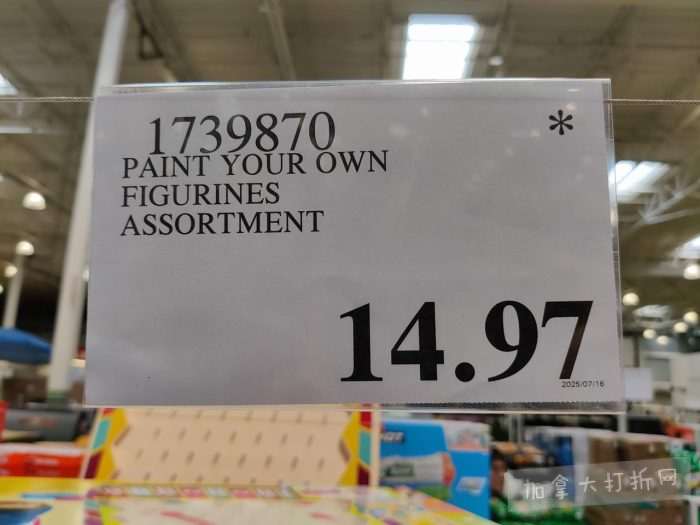 1739870
*
PAINT YOUR OWN
FIGURINES
ASSORTMENT
14.97
2025/07/16
加拿大打折网